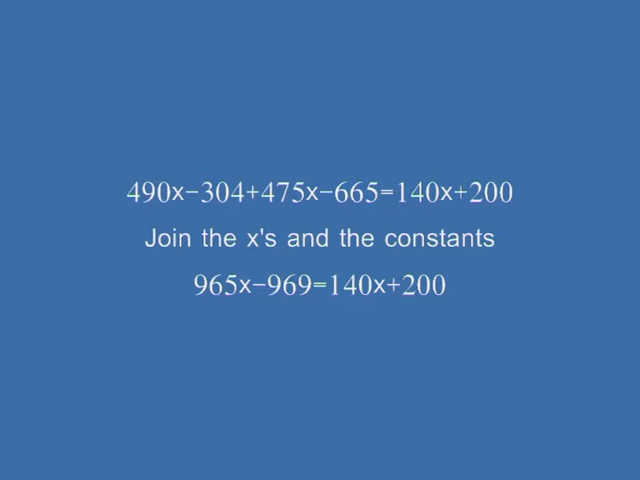 490x−304+475x−665=140x+200
Join the x's and the constants
965x−969=140x+200